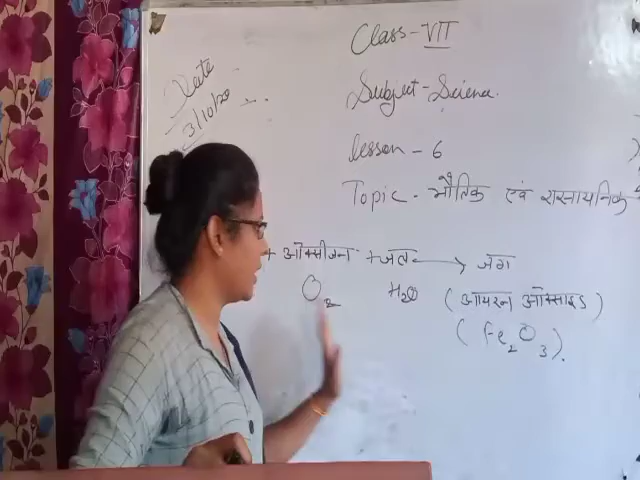 Date
3/10/20
Class-VII
Subject-Science.
lesson - 6
Topic - भौतिक एवं रासायनिक
+ ऑक्सीजन + जल → जंग
O2 H2O (आयरन ऑक्साइड)
(Fe2O3).